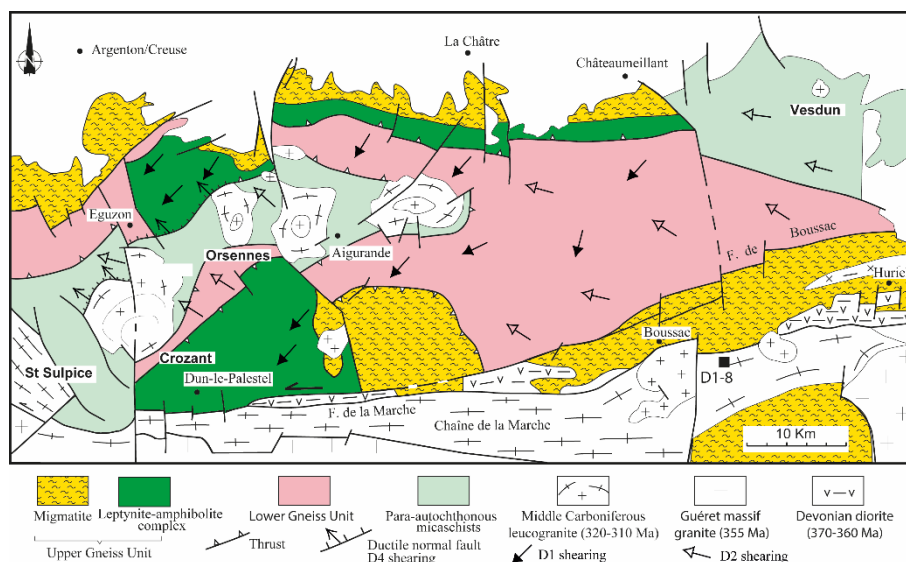 La Châtre
Argenton/Creuse
Châteaumeillant
Vesdun
Eguzon
Orsennes
Aigurande
F. de Boussac
Huriel
Boussac
St Sulpice
Crozant
Dun-le-Palestel
D1-8
F. de la Marche
Chaîne de la Marche
10 Km
Migmatite
Leptynite-amphibolite
complex
Upper Gneiss Unit
Lower Gneiss Unit
Para-autochthonous
micaschists
Middle Carboniferous
leucogranite (320-310 Ma)
Guéret massif
granite (355 Ma)
Devonian diorite
(370-360 Ma)
Thrust
Ductile normal fault
D4 shearing
D1 shearing
D2 shearing